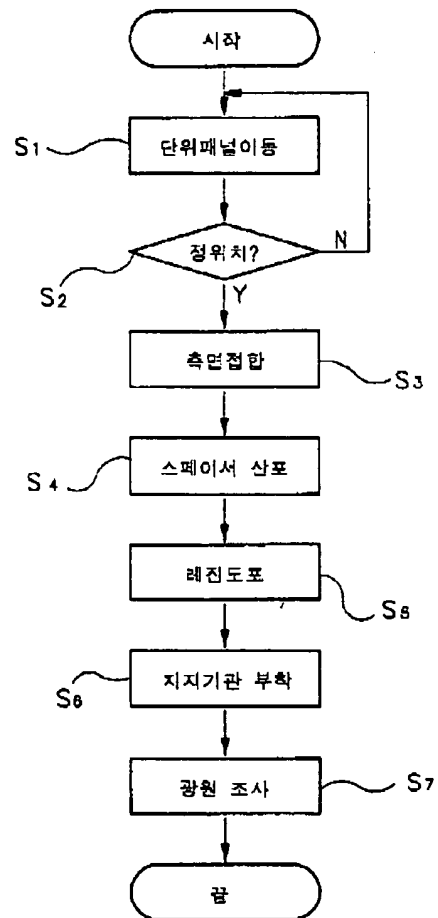 시작
S1
단위패널이동
정위치?
N
S2
Y
측면접합
S3
스페이서 산포
S4
레진도포
S5
지지기관 부착
S6
광원 조사
S7
끝